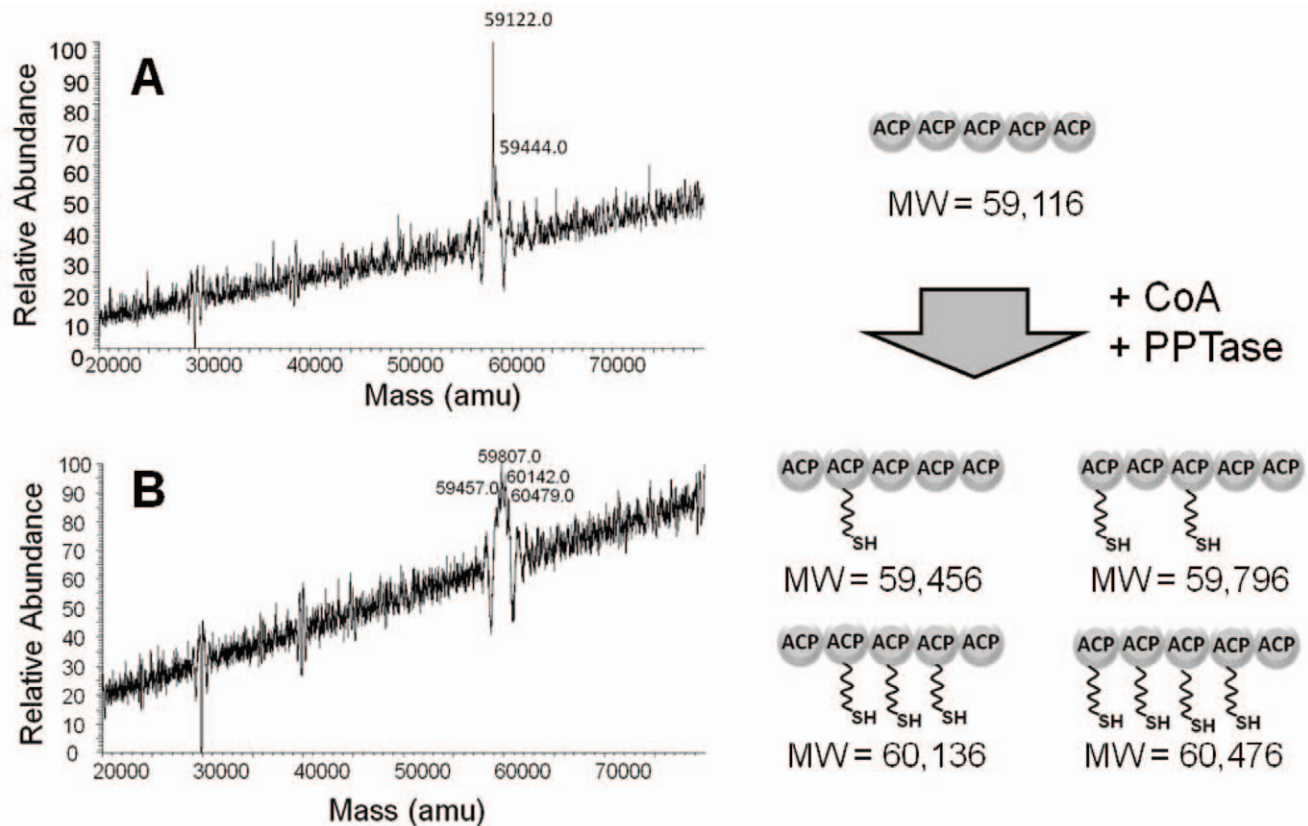 A
59122.0
59444.0
100
90
80
70
60
50
40
30
20
10
0
Relative Abundance
20000 30000 40000 50000 60000 70000
Mass (amu)
ACP ACP ACP ACP ACP
MW = 59,116
+ CoA
+ PPTase
B
59807.0
60142.0
59457.0
60479.0
100
90
80
70
60
50
40
30
20
10
0
Relative Abundance
20000 30000 40000 50000 60000 70000
Mass (amu)
ACP ACP ACP ACP ACP
SH
MW = 59,456
ACP ACP ACP ACP ACP
SH SH
MW = 59,796
ACP ACP ACP ACP ACP
SH SH SH
MW = 60,136
ACP ACP ACP ACP ACP
SH SH SH SH
MW = 60,476